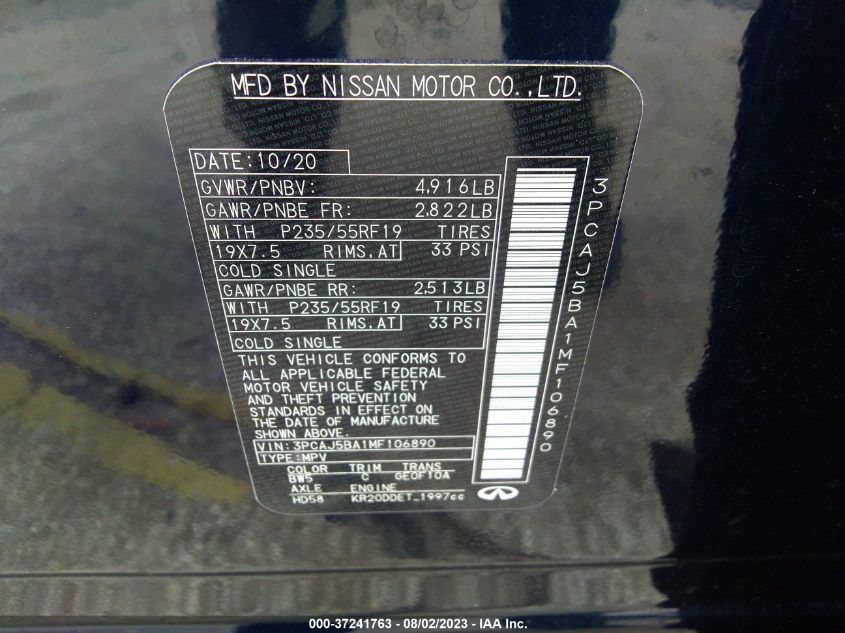 MFD BY NISSAN MOTOR CO.,LTD.
DATE:10/20
GVWR/PNBV: 4,916LB
GAWR/PNBE FR: 2,822LB
WITH P235/55RF19 TIRES
19X7.5 RIMS,AT 33 PSI
COLD SINGLE
GAWR/PNBE RR: 2,513LB
WITH P235/55RF19 TIRES
19X7.5 RIMS,AT 33 PSI
COLD SINGLE
THIS VEHICLE CONFORMS TO
ALL APPLICABLE FEDERAL
MOTOR VEHICLE SAFETY
AND THEFT PREVENTION
STANDARDS IN EFFECT ON
THE DATE OF MANUFACTURE
SHOWN ABOVE.
VIN:3PCAJ5BA1MF106890
TYPE:MPV
COLOR TRIM TRANS
BW5 C GE0F10A
AXLE ENGINE
HD58 KR20DDET 1997cc
3PCAJ5BA1MF106890
000-37241763 - 08/02/2023 - IAA Inc.